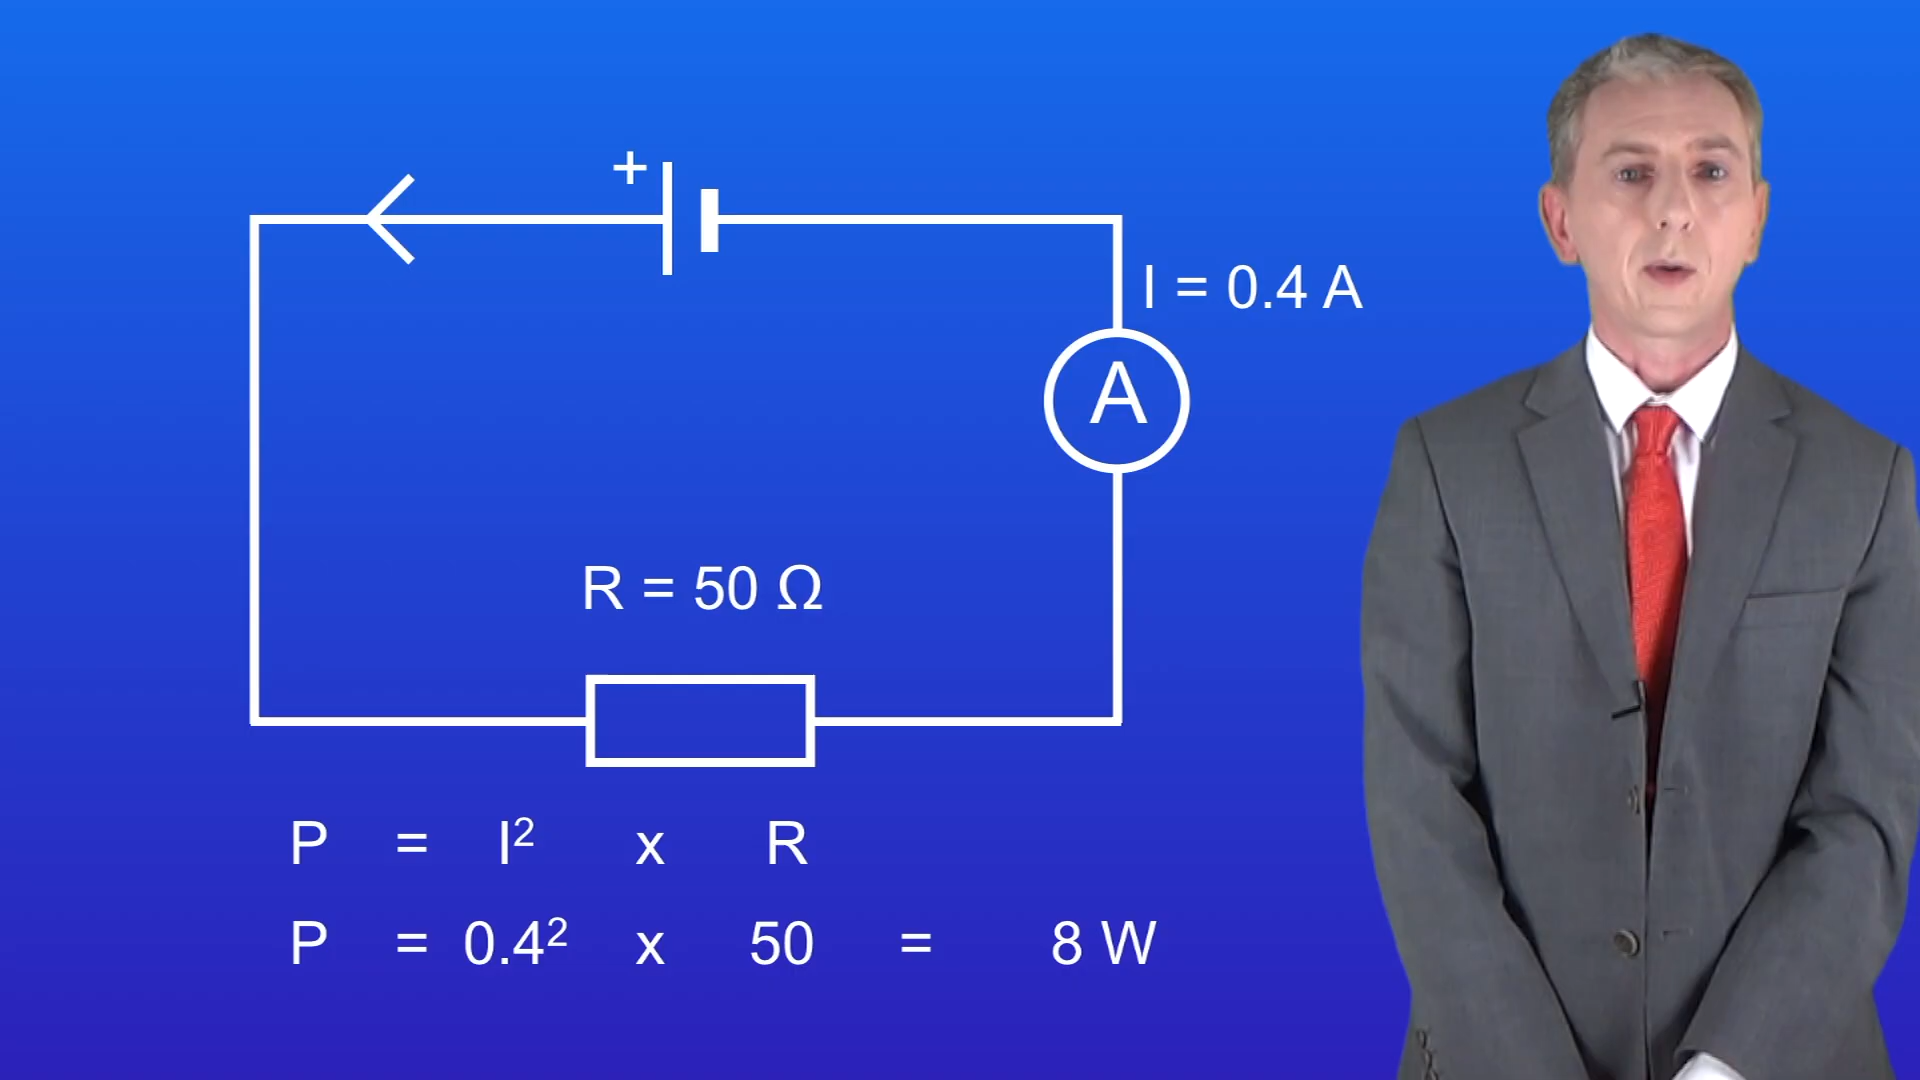 +
I = 0.4 A
A
R = 50 Ω
P = I² x R
P = 0.4² x 50 = 8 W